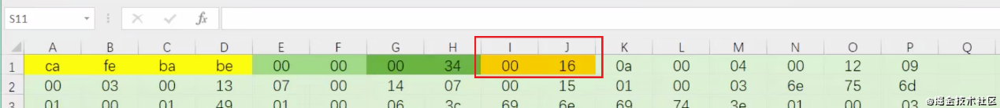 S11 fx
A B C D E F G H I J K L M N O P Q
1 ca fe ba be 00 00 00 34 00 16 0a 00 04 00 12 09
2 00 03 00 13 07 00 14 07 00 15 01 00 03 6e 75 6d
3 01 00 01 49 01 00 06 3c 69 6e 69 74 3e 01 00 03
@掘金技术社区